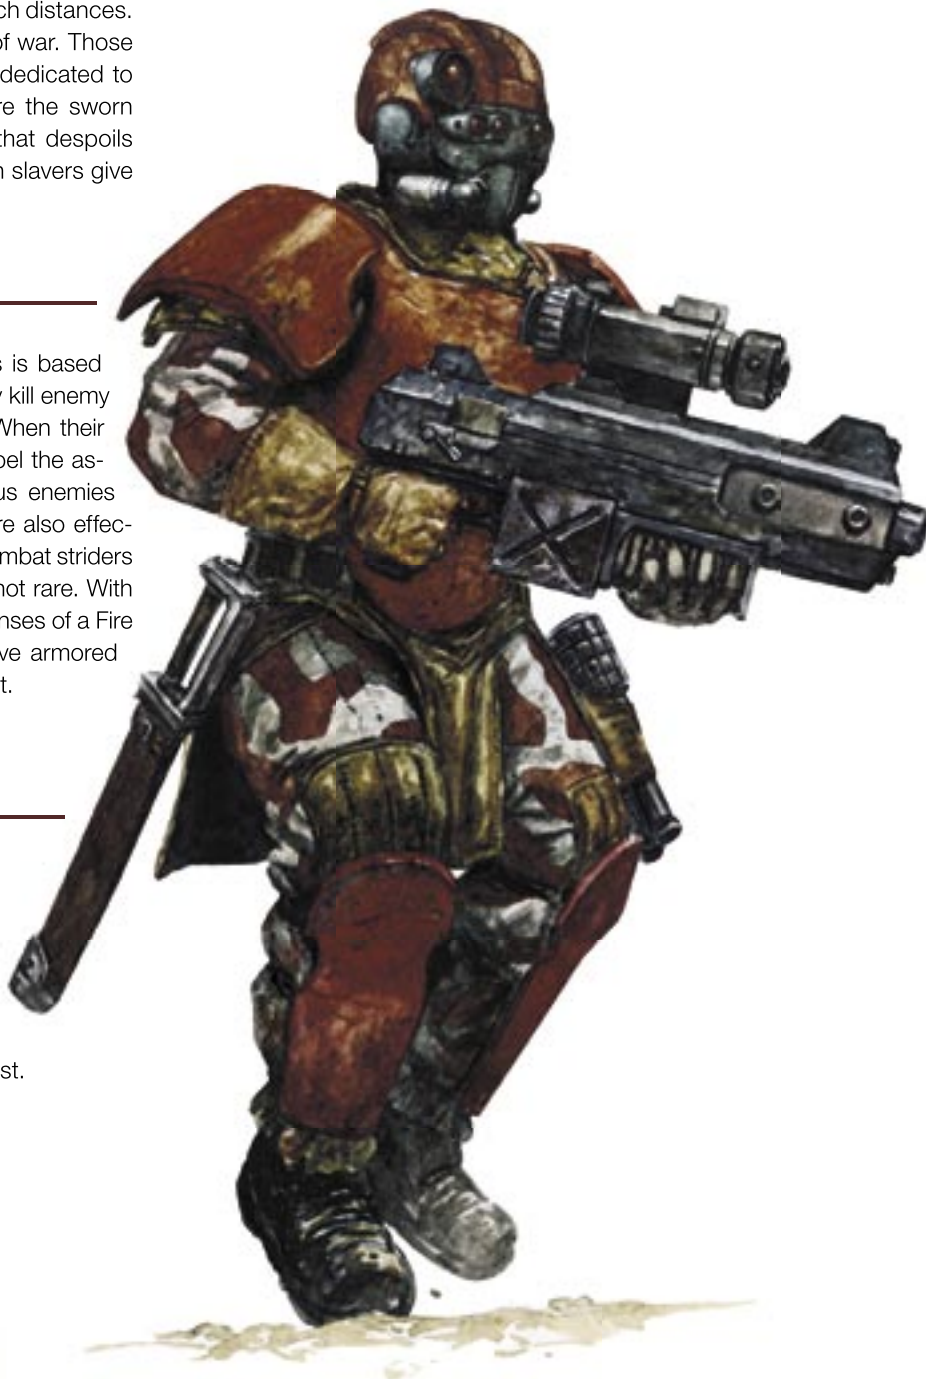 ch distances.
of war. Those
dedicated to
re the sworn
that despoils
n slavers give
s is based
y kill enemy
When their
pel the as-
us enemies
re also effec-
mbat striders
not rare. With
nses of a Fire
ve armored
t.
st.